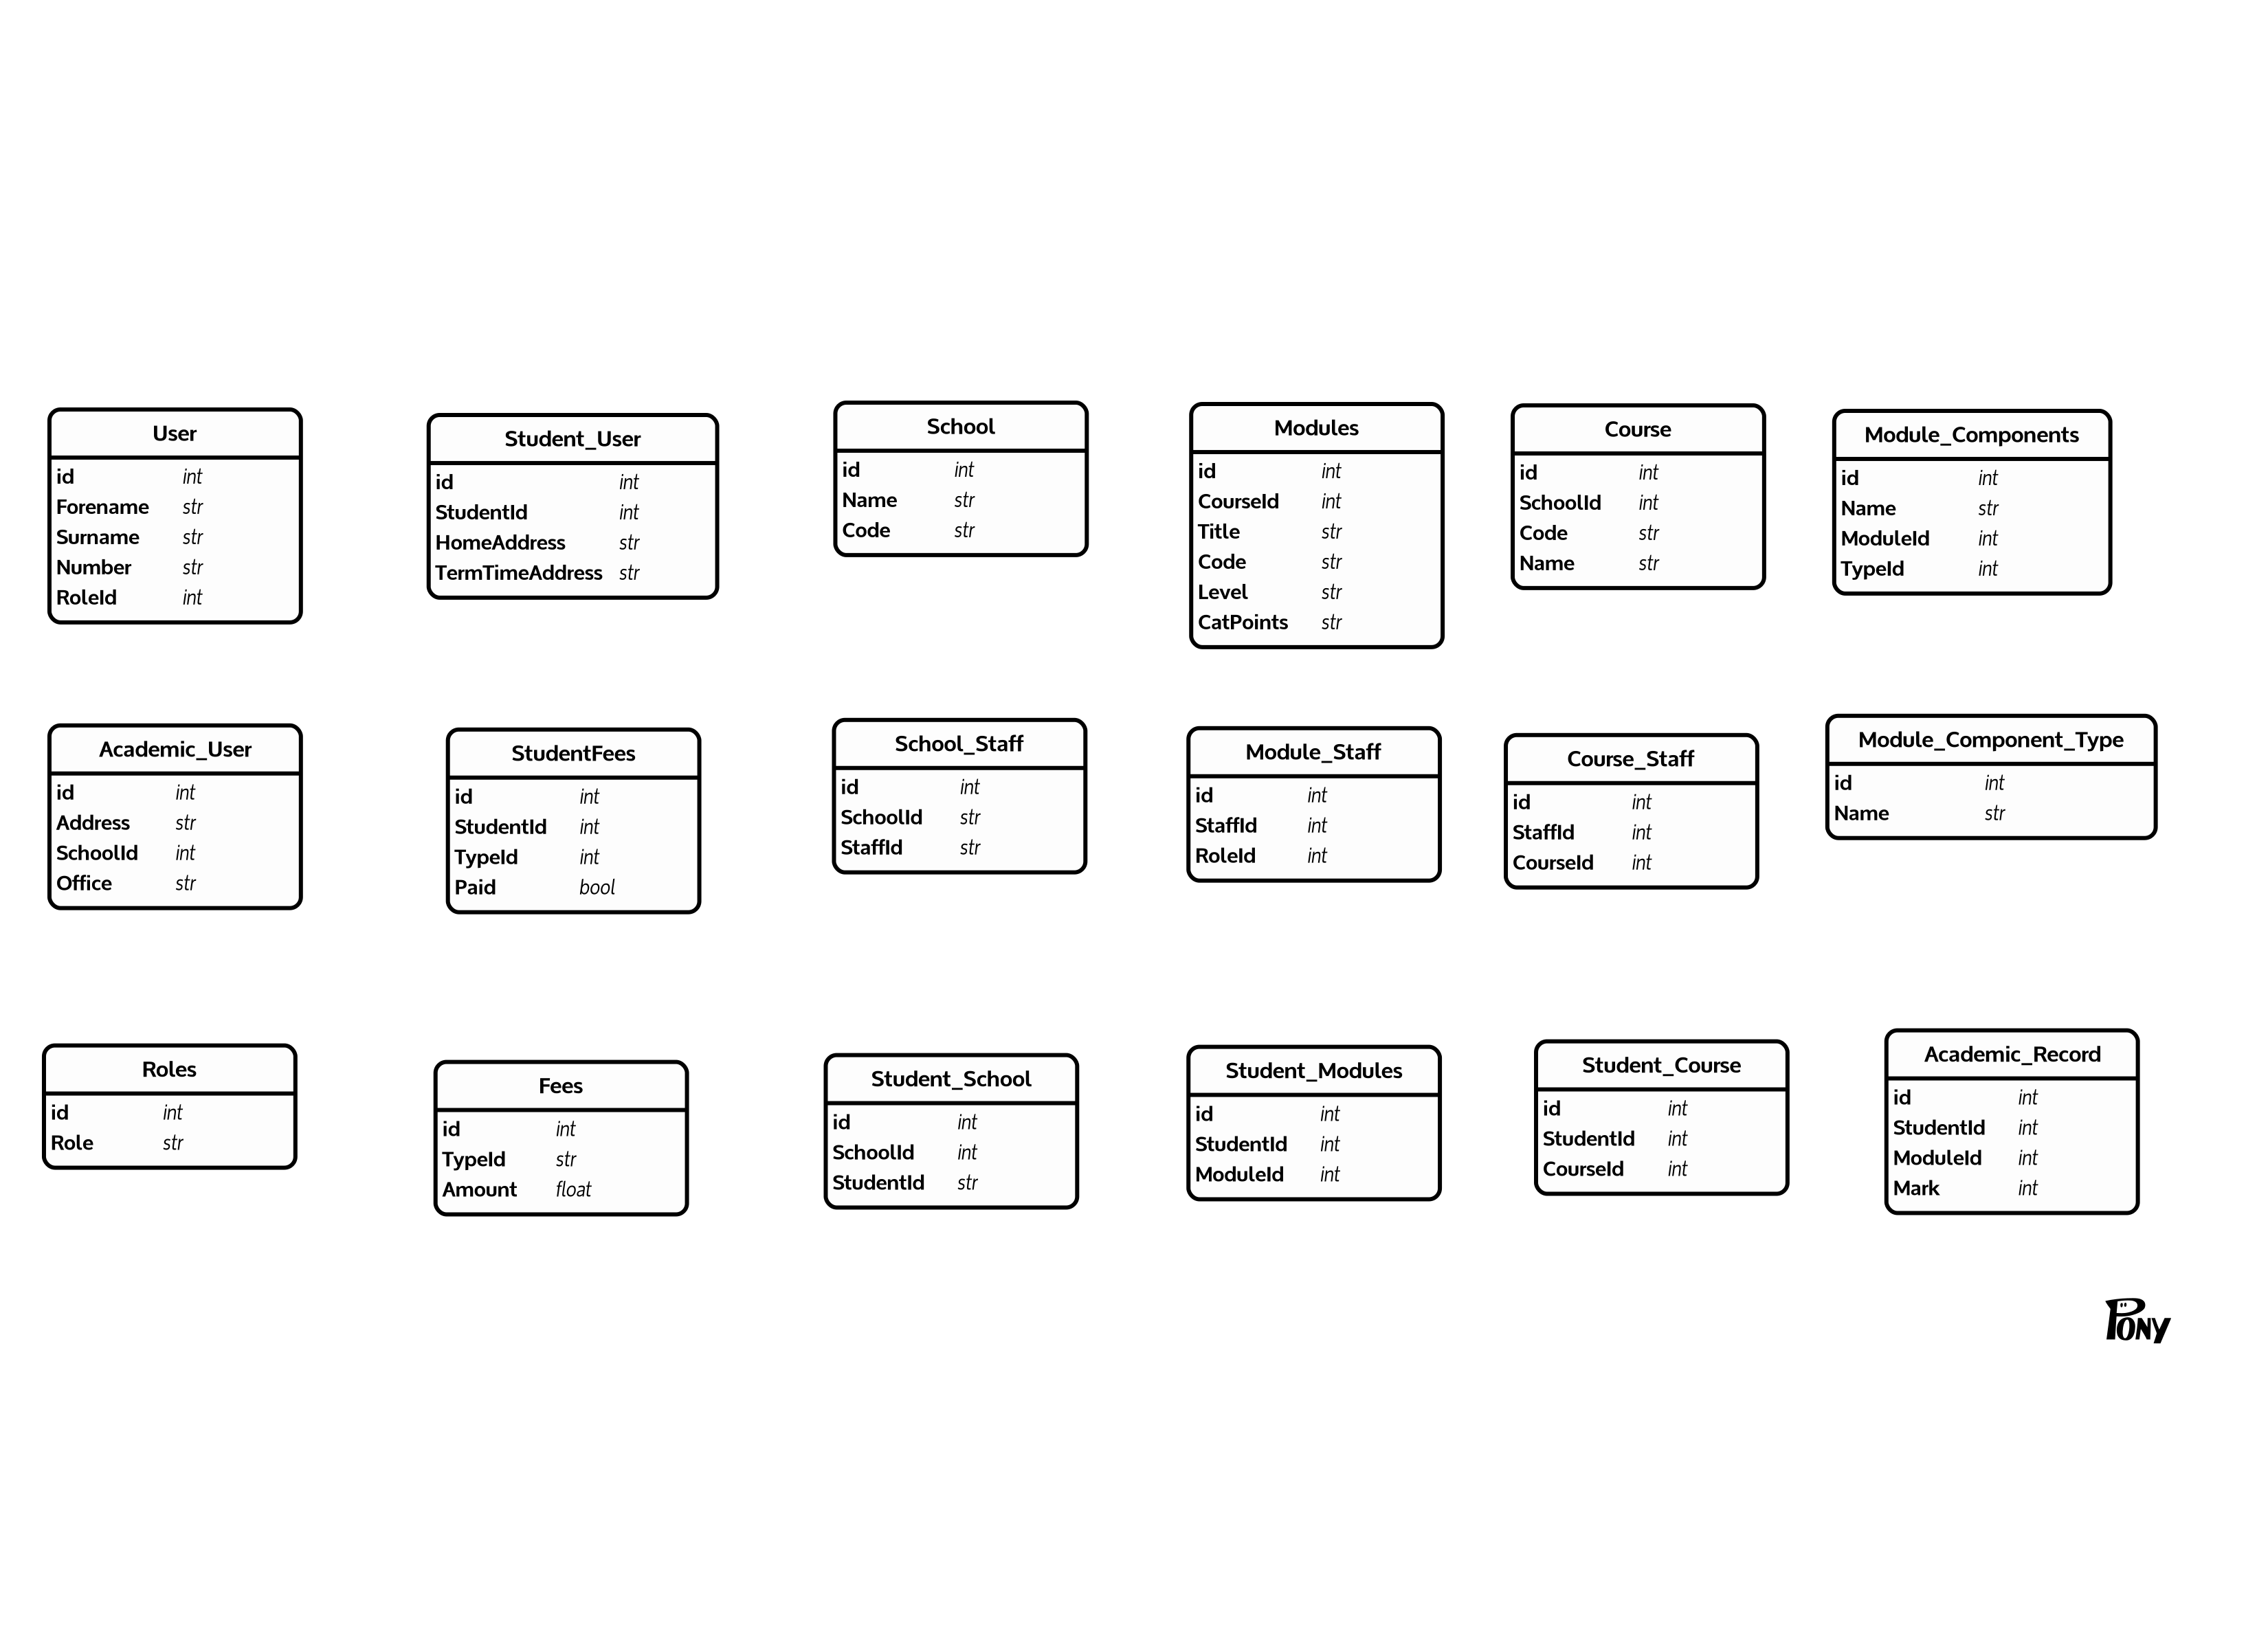 User
id int
Forename str
Surname str
Number str
RoleId int
Student_User
id int
StudentId int
HomeAddress str
TermTimeAddress str
School
id int
Name str
Code str
Modules
id int
CourseId int
Title str
Code str
Level str
CatPoints str
Course
id int
SchoolId int
Code str
Name str
Module_Components
id int
Name str
ModuleId int
TypeId int
Academic_User
id int
Address str
SchoolId int
Office str
StudentFees
id int
StudentId int
TypeId int
Paid bool
School_Staff
id int
SchoolId str
StaffId str
Module_Staff
id int
StaffId int
RoleId int
Course_Staff
id int
StaffId int
CourseId int
Module_Component_Type
id int
Name str
Roles
id int
Role str
Fees
id int
TypeId str
Amount float
Student_School
id int
SchoolId int
StudentId str
Student_Modules
id int
StudentId int
ModuleId int
Student_Course
id int
StudentId int
CourseId int
Academic_Record
id int
StudentId int
ModuleId int
Mark int
PONY